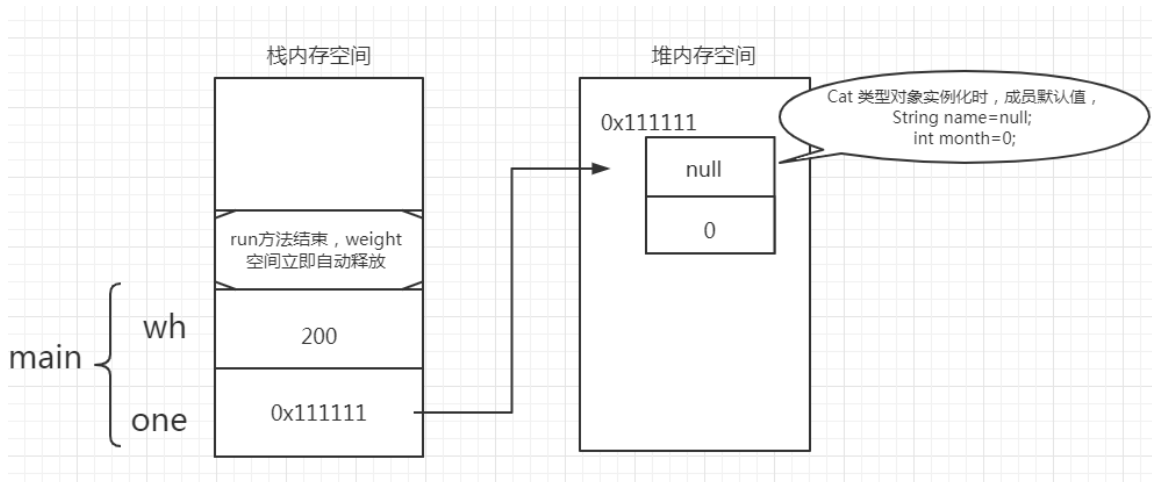 栈内存空间
堆内存空间
Cat 类型对象实例化时，成员默认值，
String name=null;
int month=0;
0x111111
null
0
run方法结束，weight
空间立即自动释放
main
wh
200
one
0x111111